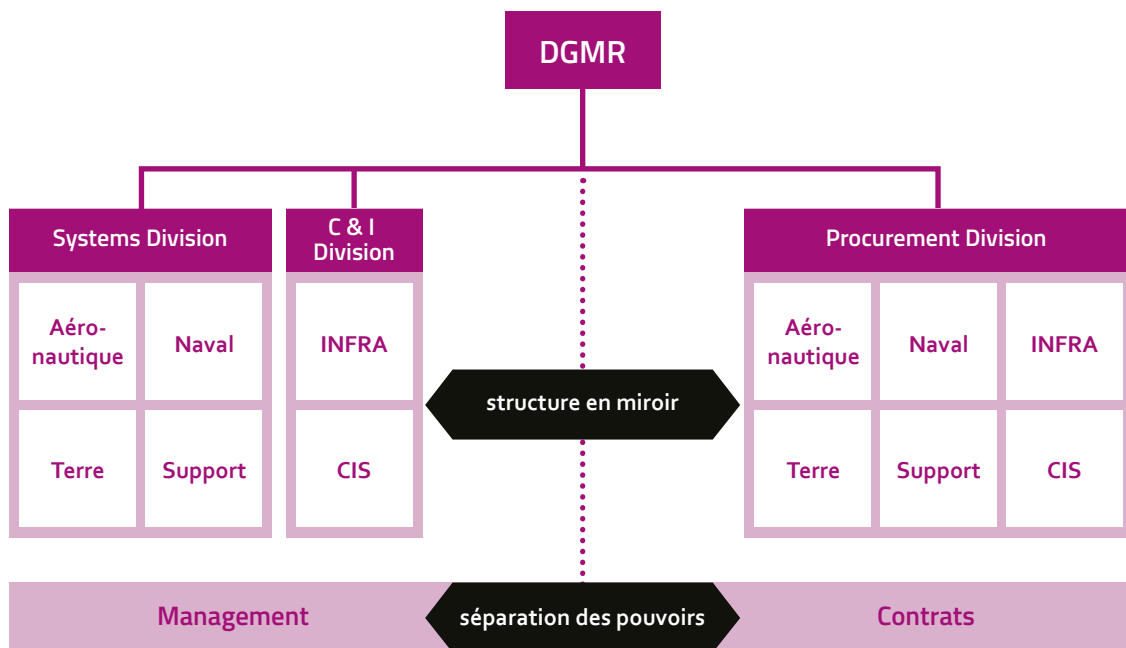 DGMR
Systems Division
C & I
Division
Procurement Division
Aéro-
nautique
Naval
INFRA
Aéro-
nautique
Naval
INFRA
structure en miroir
Terre
Support
CIS
Terre
Support
CIS
Management
séparation des pouvoirs
Contrats